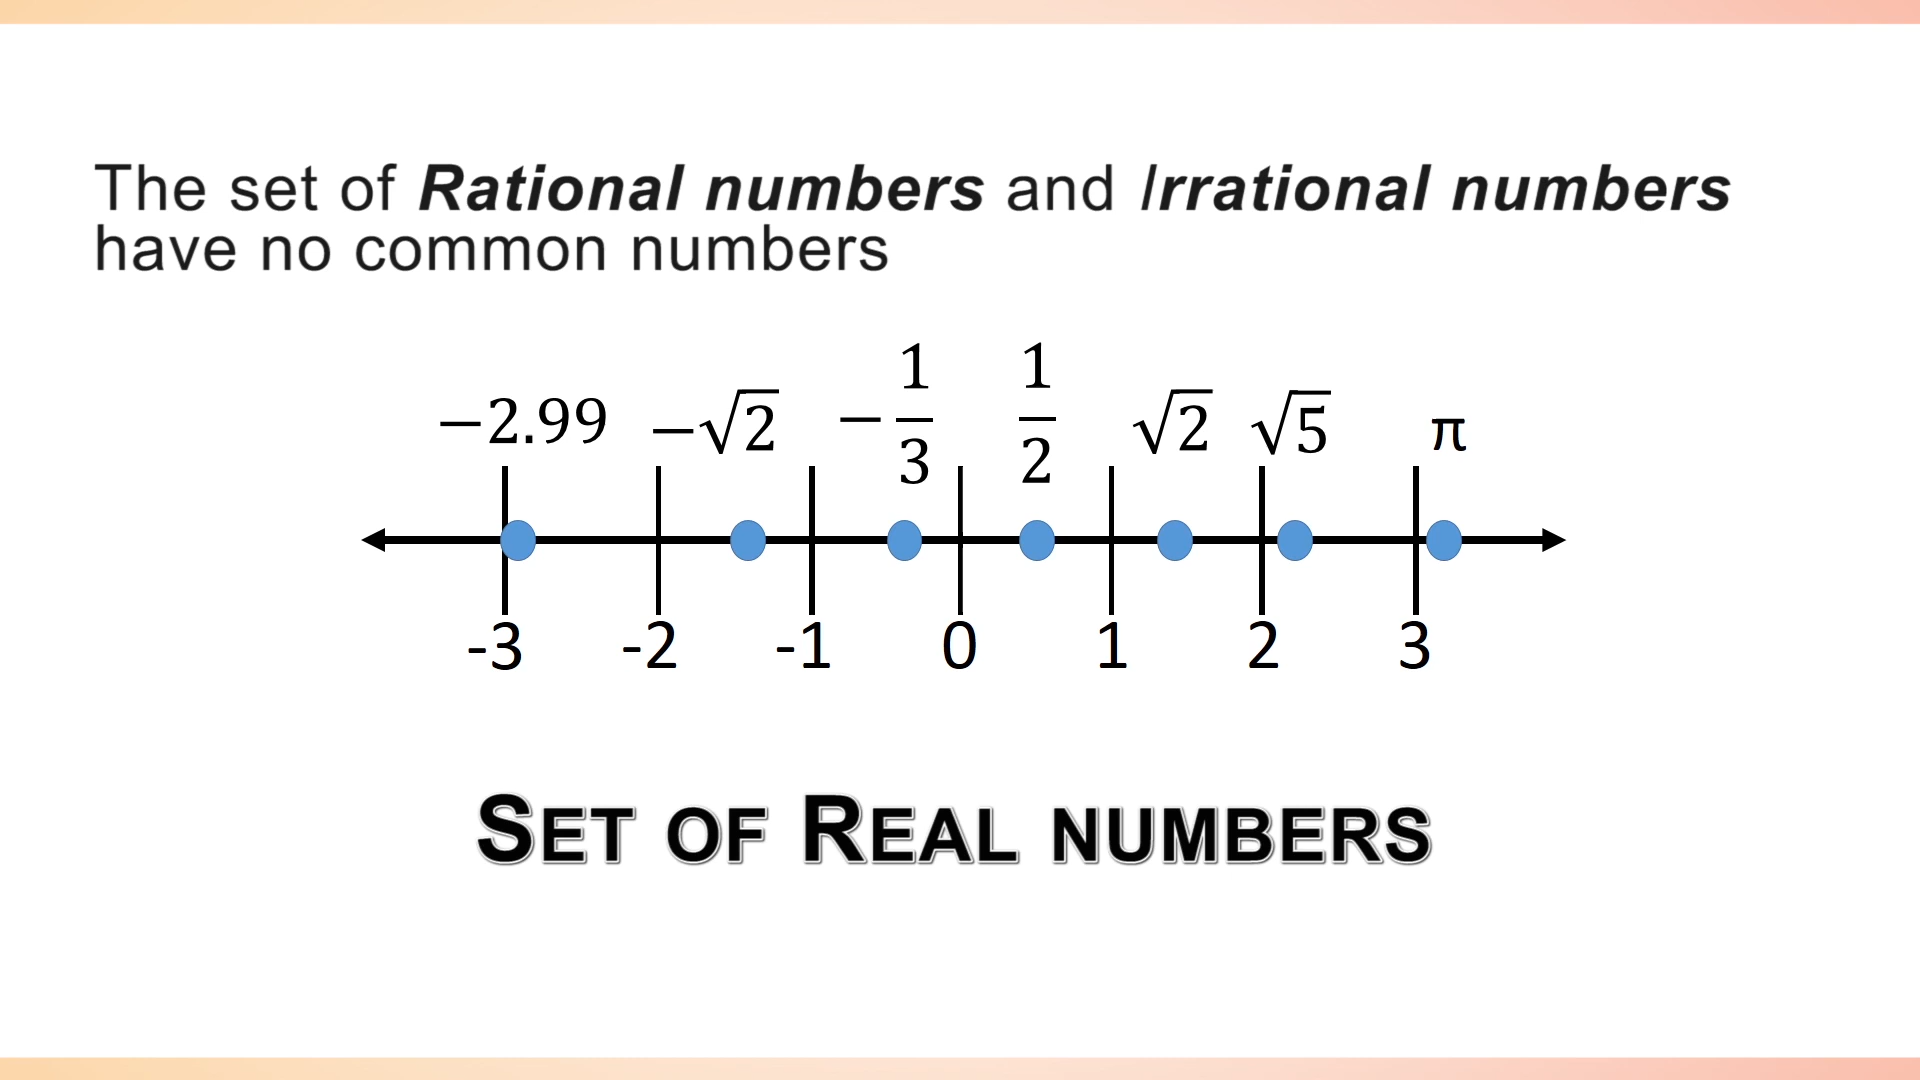 The set of Rational numbers and Irrational numbers
have no common numbers
−2.99 −√2 −1/3 1/2 √2 √5 π
-3 -2 -1 0 1 2 3
SET OF REAL NUMBERS